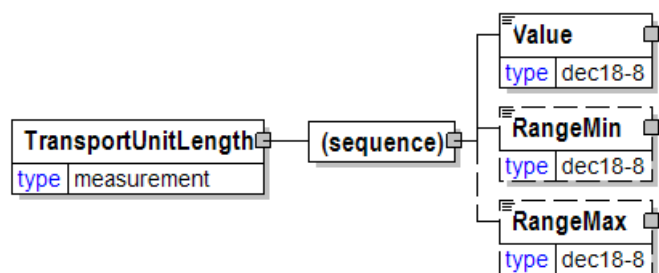 TransportUnitLength
type measurement
(sequence)
Value
type dec18-8
RangeMin
type dec18-8
RangeMax
type dec18-8